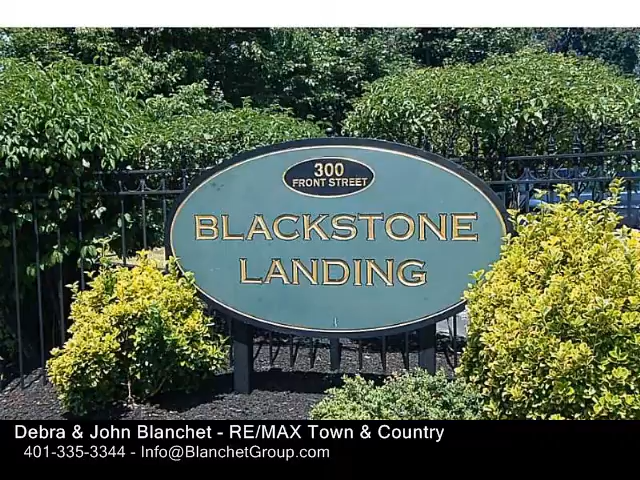 300
FRONT STREET
BLACKSTONE
LANDING
Debra & John Blanchet - RE/MAX Town & Country
401-335-3344 - Info@BlanchetGroup.com